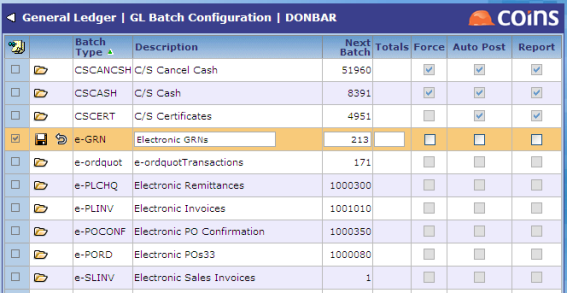 General Ledger | GL Batch Configuration | DONBAR coins
Batch Type Description Next Batch Totals Force Auto Post Report
CSCANCSH C/S Cancel Cash 51960
CSCASH C/S Cash 8391
CSCERT C/S Certificates 4951
e-GRN Electronic GRNs 213
e-ordquot e-ordquotTransactions 171
e-PLCHQ Electronic Remittances 1000300
e-PLINV Electronic Invoices 1001010
e-POCONF Electronic PO Confirmation 1000350
e-PORD Electronic POs33 1000080
e-SLINV Electronic Sales Invoices 1